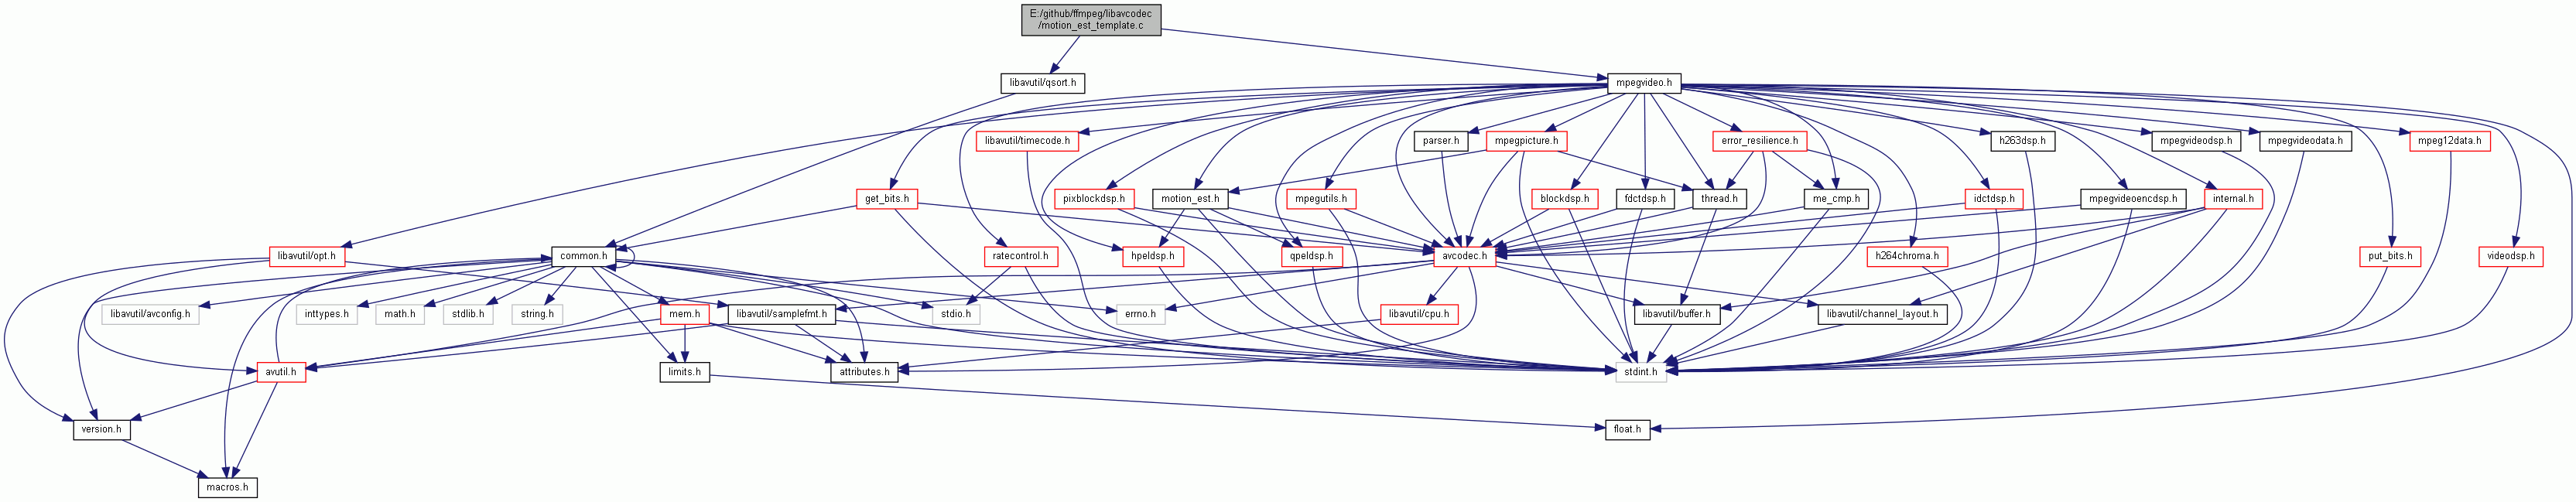 E:/github/ffmpeg/libavcodec
/motion_est_template.c
libavutil/qsort.h
mpegvideo.h
libavutil/timecode.h
parser.h
mpegpicture.h
error_resilience.h
h263dsp.h
mpegvideodsp.h
mpegvideodata.h
mpeg12data.h
get_bits.h
pixblockdsp.h
motion_est.h
mpegutils.h
blockdsp.h
fdctdsp.h
thread.h
me_cmp.h
idctdsp.h
mpegvideoencdsp.h
internal.h
libavutil/opt.h
common.h
ratecontrol.h
hpeldsp.h
qpeldsp.h
avcodec.h
h264chroma.h
put_bits.h
videodsp.h
libavutil/avconfig.h
inttypes.h
math.h
stdlib.h
string.h
mem.h
libavutil/samplefmt.h
stdio.h
errno.h
libavutil/cpu.h
libavutil/buffer.h
libavutil/channel_layout.h
avutil.h
limits.h
attributes.h
stdint.h
version.h
float.h
macros.h